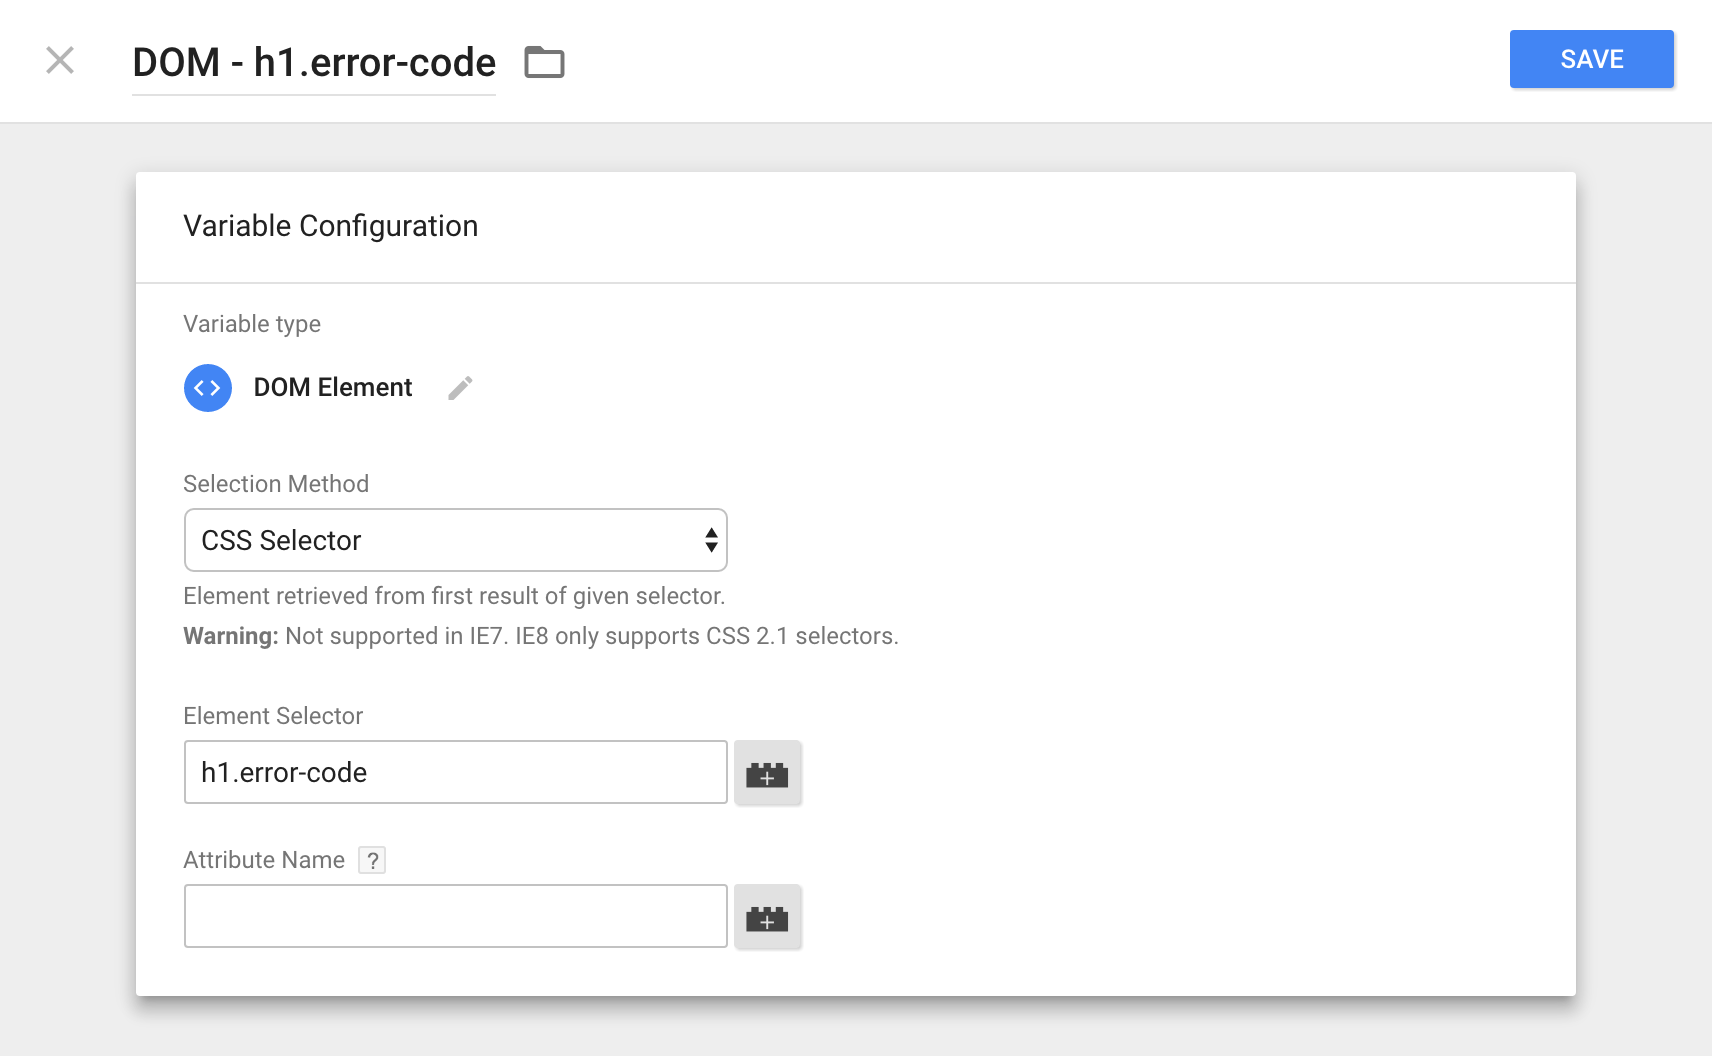 DOM - h1.error-code
SAVE
Variable Configuration
Variable type
DOM Element
Selection Method
CSS Selector
Element retrieved from first result of given selector.
Warning: Not supported in IE7. IE8 only supports CSS 2.1 selectors.
Element Selector
h1.error-code
Attribute Name ?